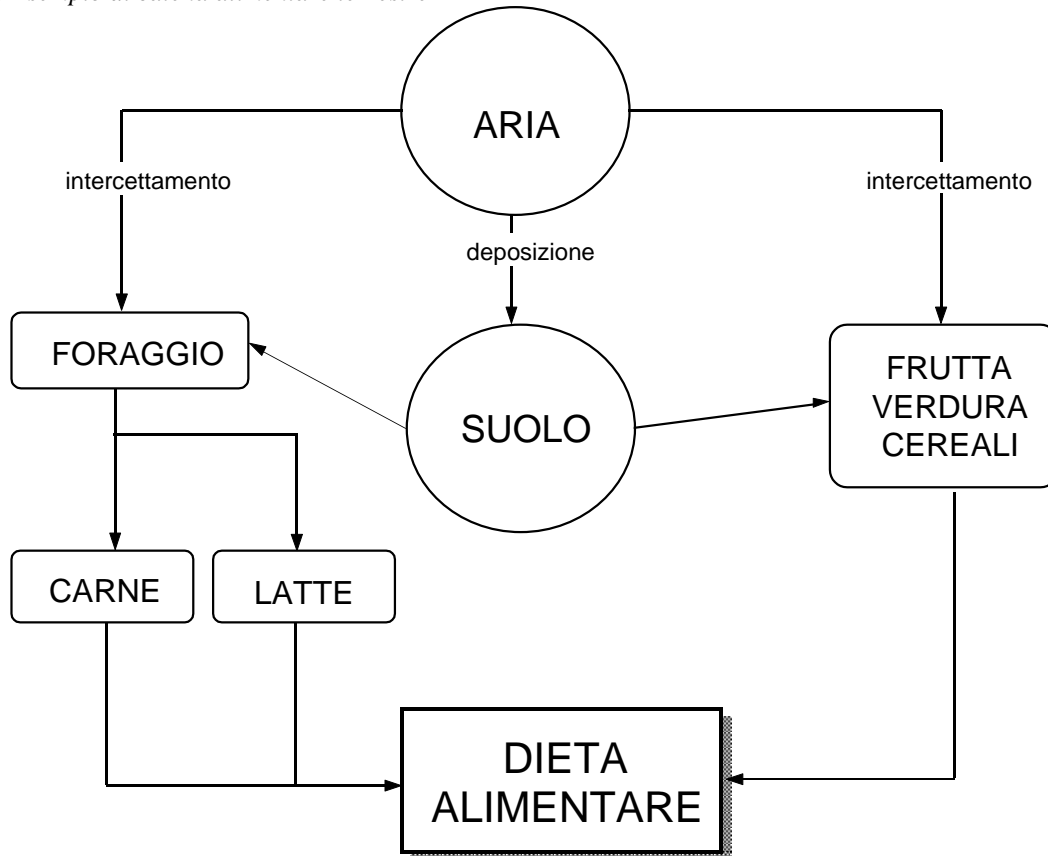 ARIA
intercettamento
intercettamento
deposizione
FORAGGIO
SUOLO
FRUTTA
VERDURA
CEREALI
CARNE
LATTE
DIETA
ALIMENTARE